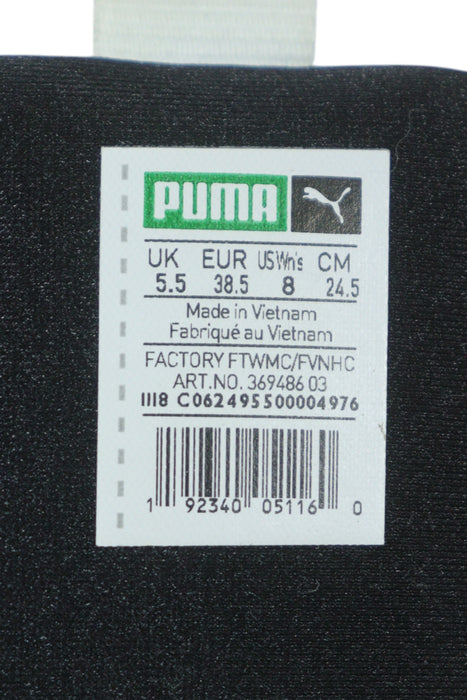 PUMA
UK EUR US Wn's CM
5.5 38.5 8 24.5
Made in Vietnam
Fabriqué au Vietnam
FACTORY FTWMC/FVNHC
ART.NO. 369486 03
III8 C062495500004976
1 92340 05116 0